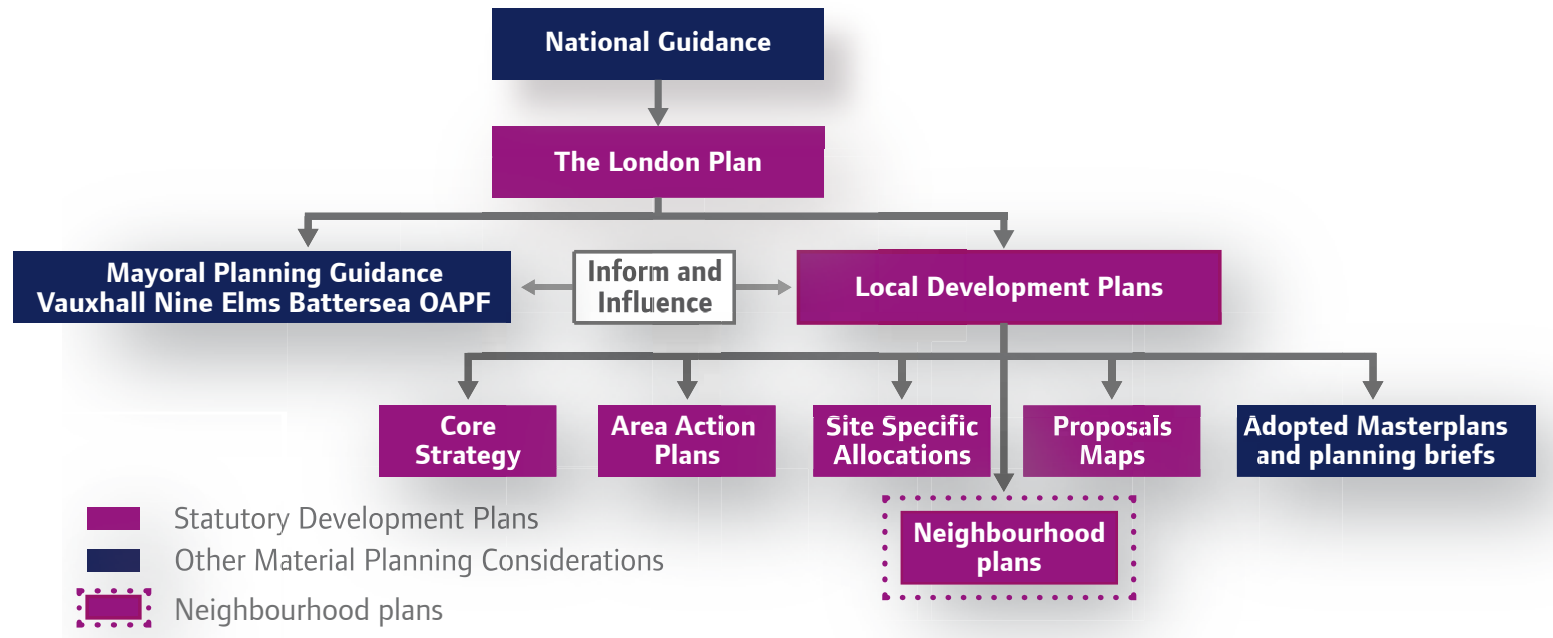 National Guidance
The London Plan
Mayoral Planning Guidance
Vauxhall Nine Elms Battersea OAPF
Inform and
Influence
Local Development Plans
Core
Strategy
Area Action
Plans
Site Specific
Allocations
Proposals
Maps
Adopted Masterplans
and planning briefs
Neighbourhood
plans
Statutory Development Plans
Other Material Planning Considerations
Neighbourhood plans